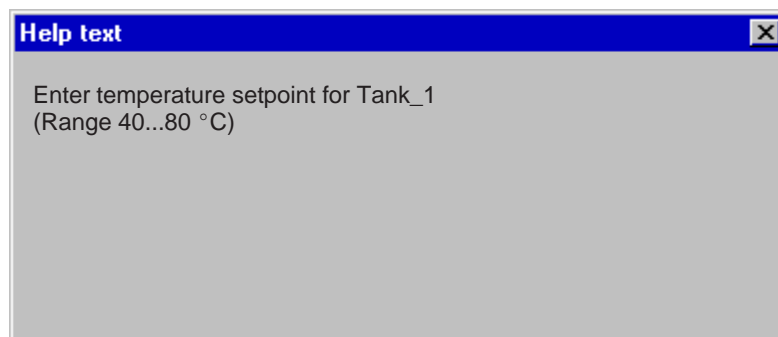 Help text
Enter temperature setpoint for Tank_1
(Range 40...80 °C)